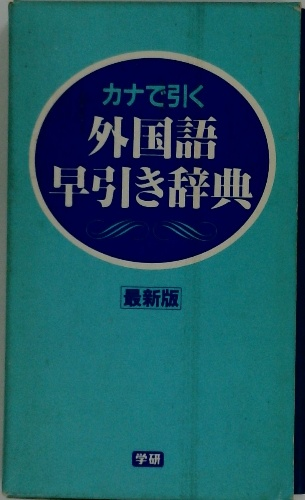 カナで引く
外国語
早引き辞典
最新版
学研